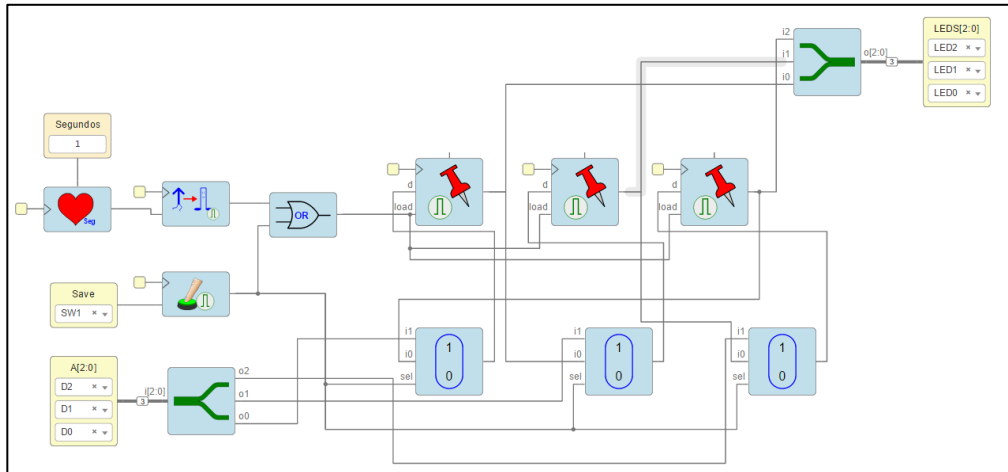 LEDS[2:0]
LED2
LED1
LED0
i2
i1
i0
o[2:0]
3
Segundos
1
Seg
OR
d
load
d
load
d
load
Save
SW1
i1
i0
sel
1
0
i1
i0
sel
1
0
i1
i0
sel
1
0
A[2:0]
D2
D1
D0
i[2:0]
3
o2
o1
o0